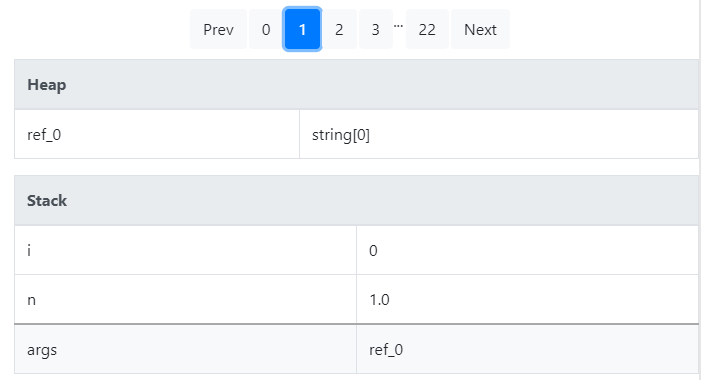 Prev 0 1 2 3 ... 22 Next
Heap
ref_0 string[0]
Stack
i 0
n 1.0
args ref_0